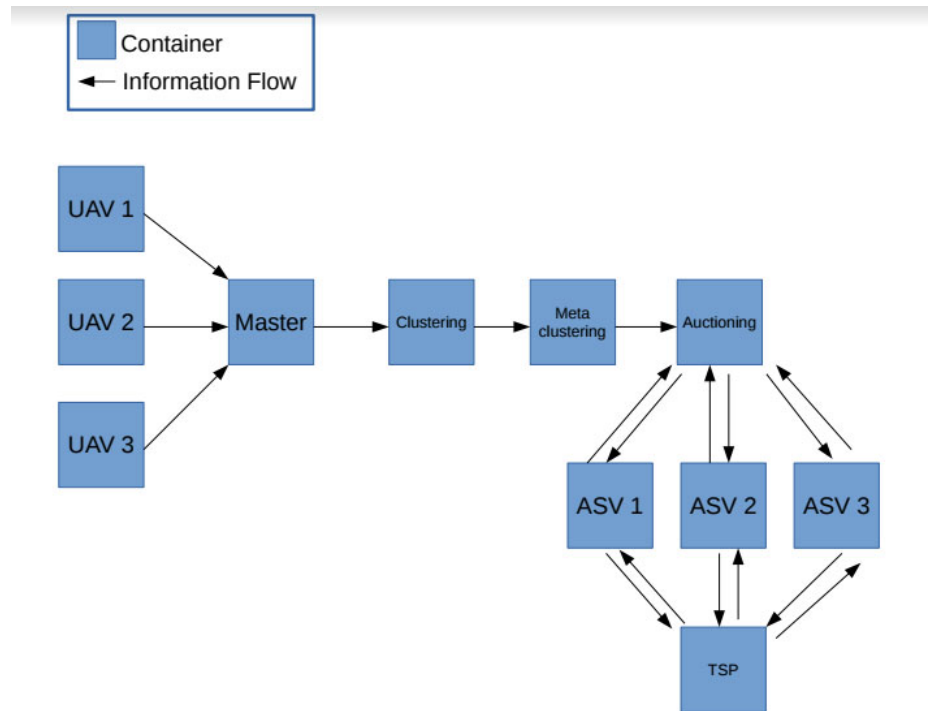 Container
Information Flow
UAV 1
UAV 2
UAV 3
Master
Clustering
Meta
clustering
Auctioning
ASV 1
ASV 2
ASV 3
TSP